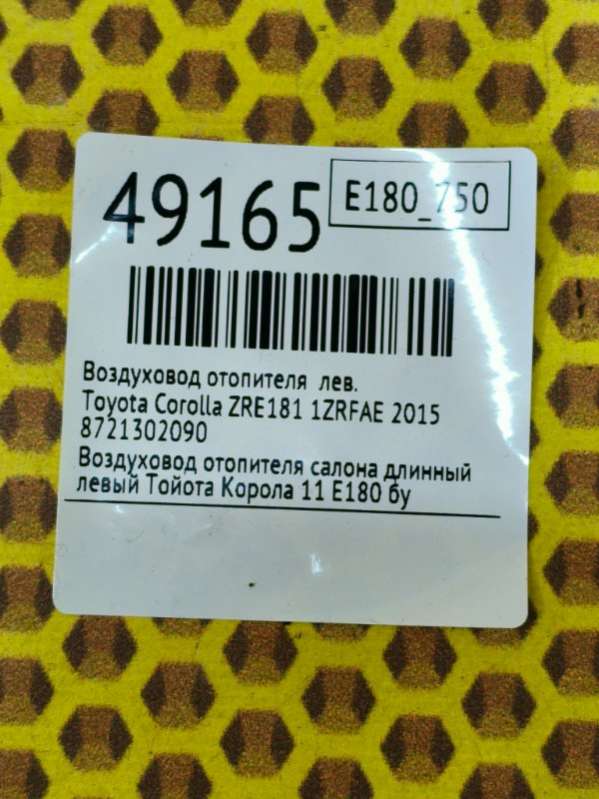 49165
E180_750
Воздуховод отопителя лев.
Toyota Corolla ZRE181 1ZRFAE 2015
8721302090
Воздуховод отопителя салона длинный
левый Тойота Корола 11 E180 бу